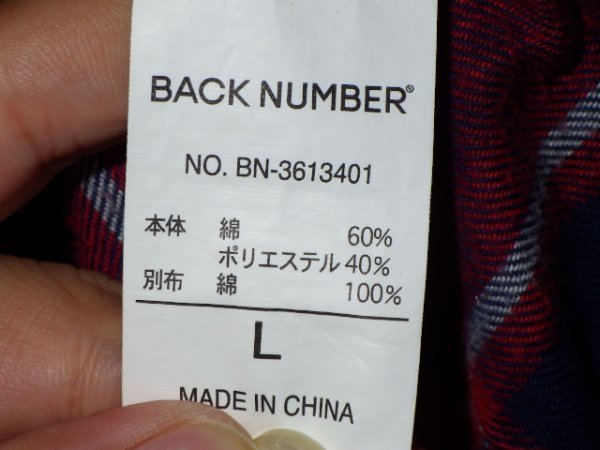 BACK NUMBER®
NO. BN-3613401
本体 綿 60%
ポリエステル 40%
別布 綿 100%
L
MADE IN CHINA